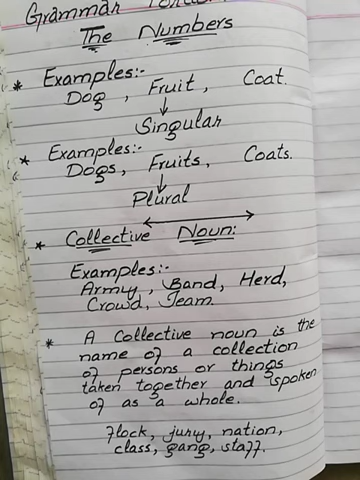 Grammar
The Numbers
* Examples:-
Dog, Fruit, Coat.
Singular
* Examples:-
Dogs, Fruits, Coats.
Plural
* Collective Noun:
Examples:-
Army, Band, Herd,
Crowd, Team.
* A Collective noun is the
name of a collection
of persons or things
taken together and spoken
of as a whole.
Flock, jury, nation,
class, gang, staff.